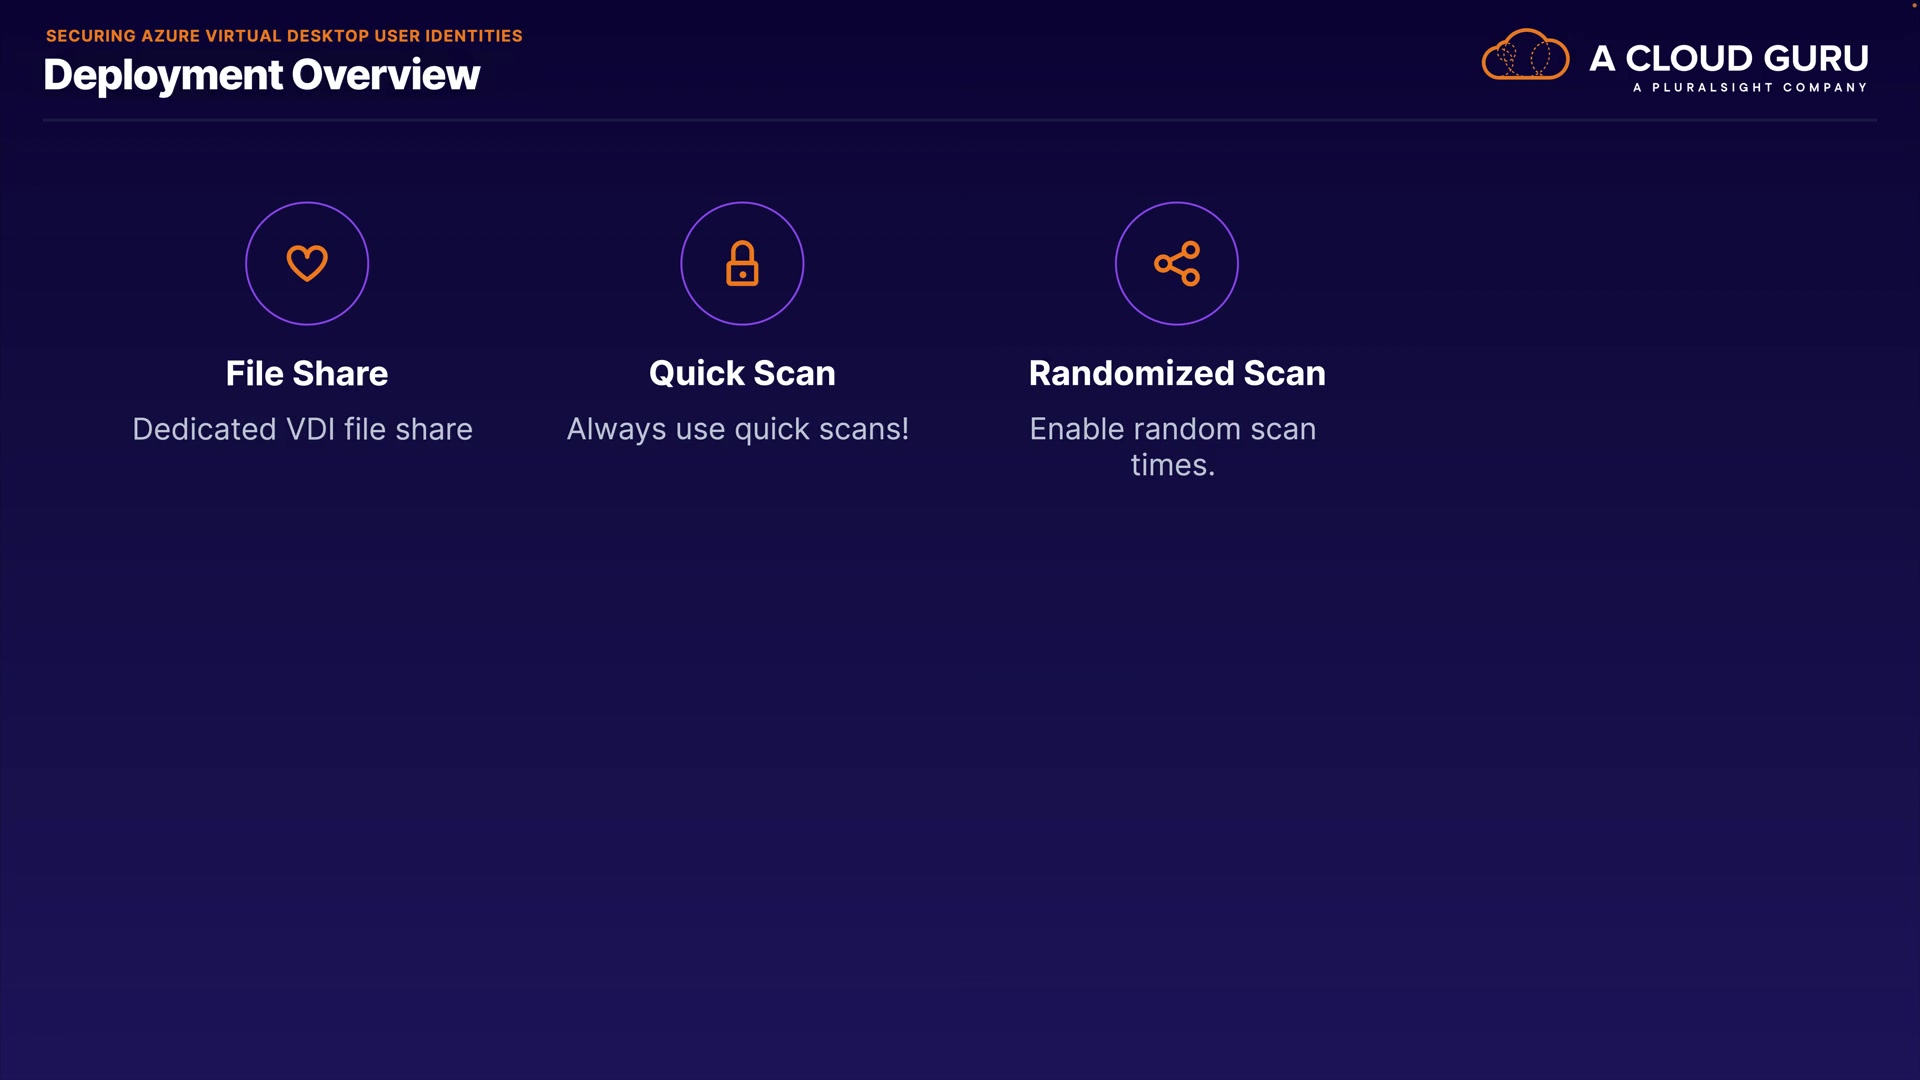 SECURING AZURE VIRTUAL DESKTOP USER IDENTITIES
Deployment Overview
A CLOUD GURU
A PLURALSIGHT COMPANY
File Share
Dedicated VDI file share
Quick Scan
Always use quick scans!
Randomized Scan
Enable random scan
times.